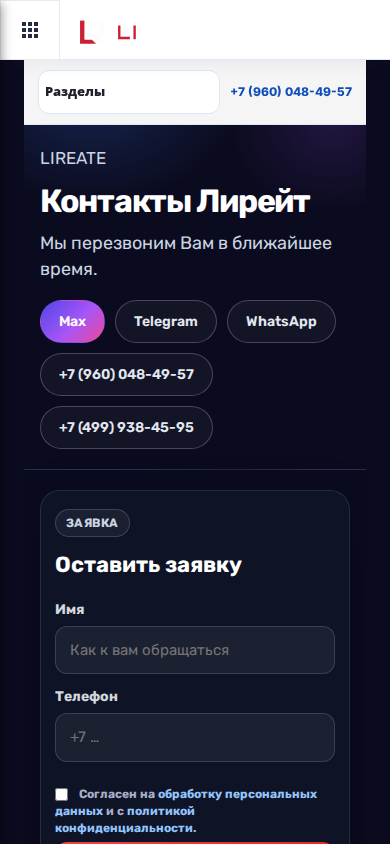 L LI
Разделы
+7 (960) 048-49-57
LIREATE
Контакты Лирейт
Мы перезвоним Вам в ближайшее
время.
Max
Telegram
WhatsApp
+7 (960) 048-49-57
+7 (499) 938-45-95
ЗАЯВКА
Оставить заявку
Имя
Как к вам обращаться
Телефон
+7 ...
Согласен на обработку персональных
данных и с политикой
конфиденциальности.